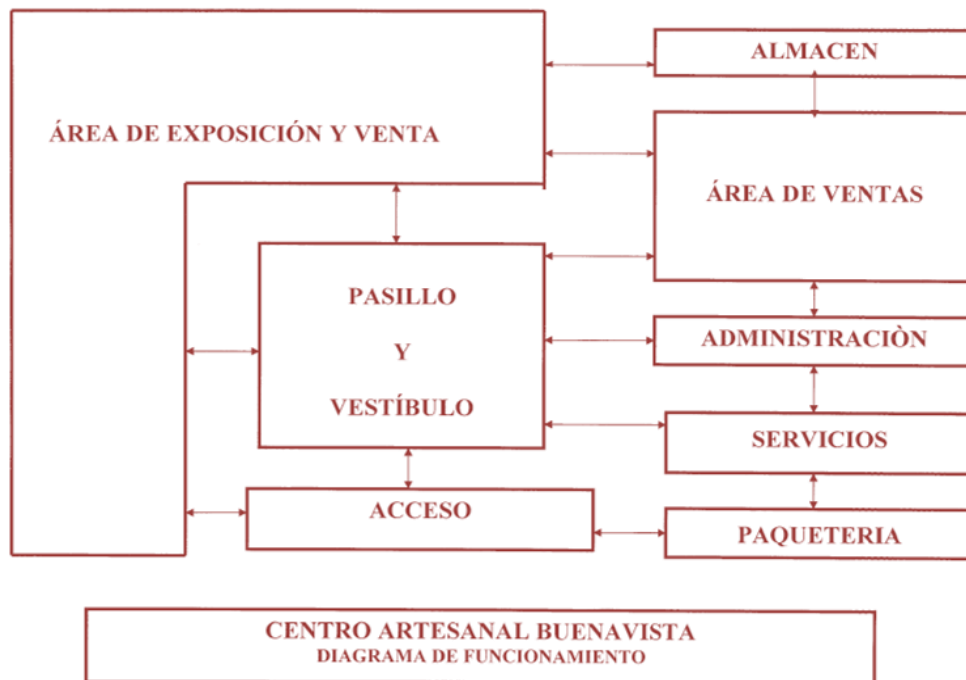 ALMACEN
ÁREA DE EXPOSICIÓN Y VENTA
ÁREA DE VENTAS
PASILLO
Y
VESTÍBULO
ADMINISTRACIÒN
SERVICIOS
ACCESO
PAQUETERIA
CENTRO ARTESANAL BUENAVISTA
DIAGRAMA DE FUNCIONAMIENTO